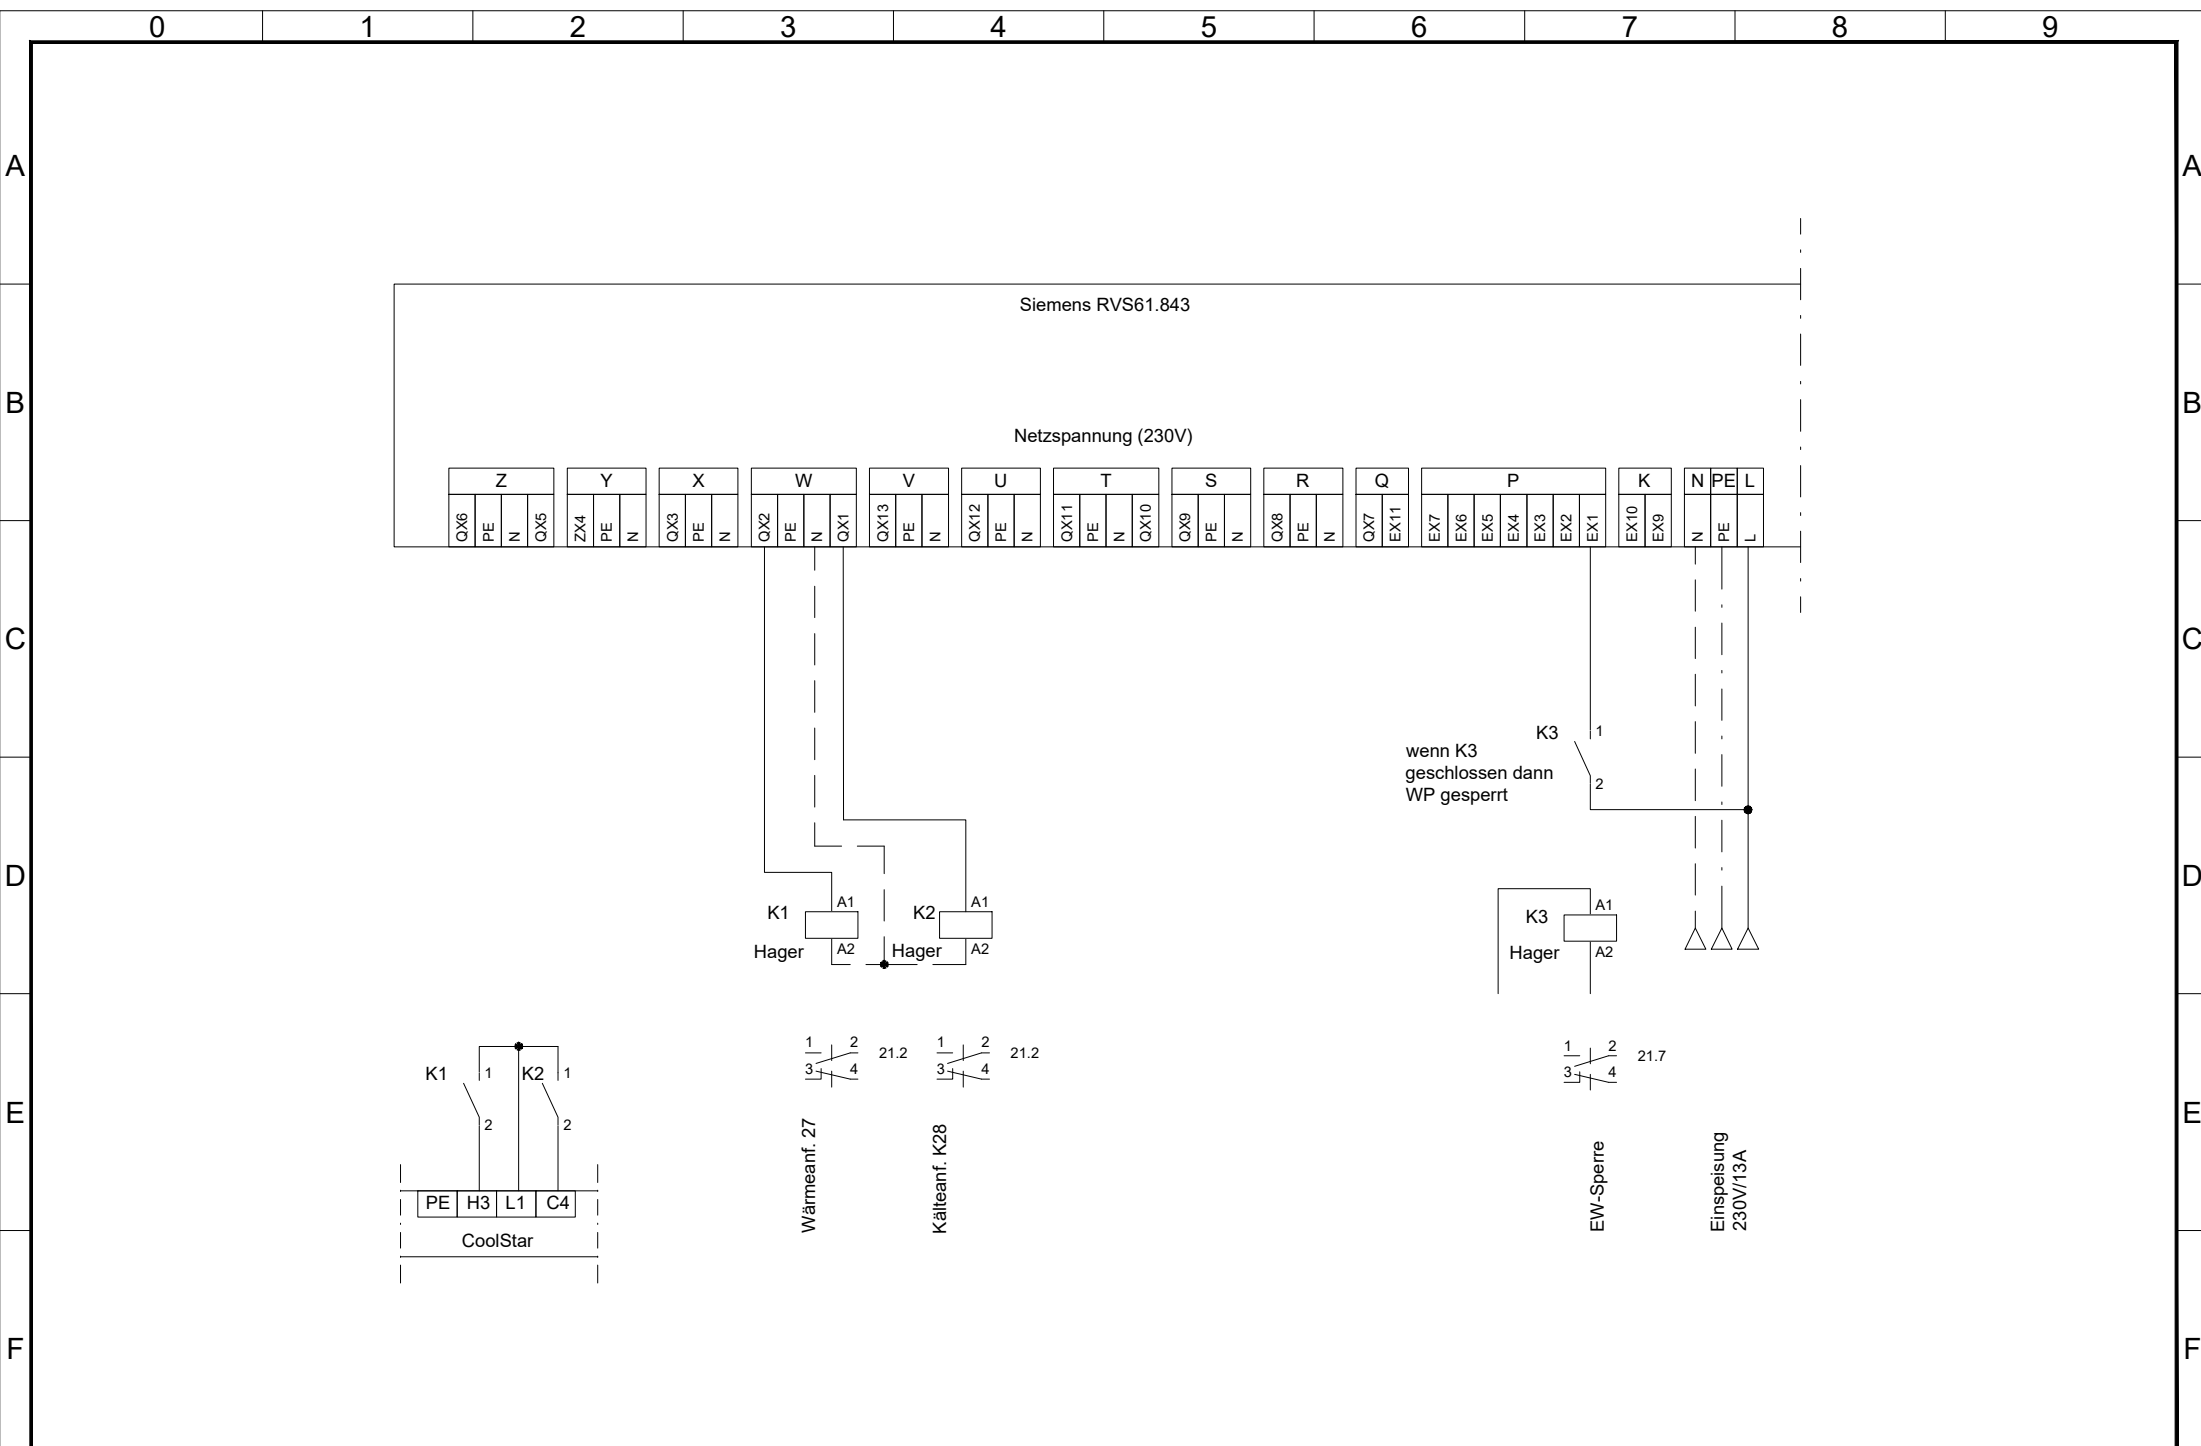 0 1 2 3 4 5 6 7 8 9
A A
Siemens RVS61.843
B B
Netzspannung (230V)
Z Y X W V U T S R Q P K N PE L
QX6 PE N QX5 ZX4 PE N QX3 PE N QX2 PE N QX1 QX13 PE N QX12 PE N QX11 PE N QX10 QX9 PE N QX8 PE N QX7 EX11 EX7 EX6 EX5 EX4 EX3 EX2 EX1 EX10 EX9 N PE L
C C
K3 1
2
wenn K3
geschlossen dann
WP gesperrt
D D
K1 A1
Hager A2
K2 A1
Hager A2
K3 A1
Hager A2
1 2
3 4
21.2
1 2
3 4
21.2
1 2
3 4
21.7
K1 1 K2 1
2 2
E E
Wärmeanf. 27
Kälteanf. K28
EW-Sperre
Einspeisung
230V/13A
PE H3 L1 C4
CoolStar
F F